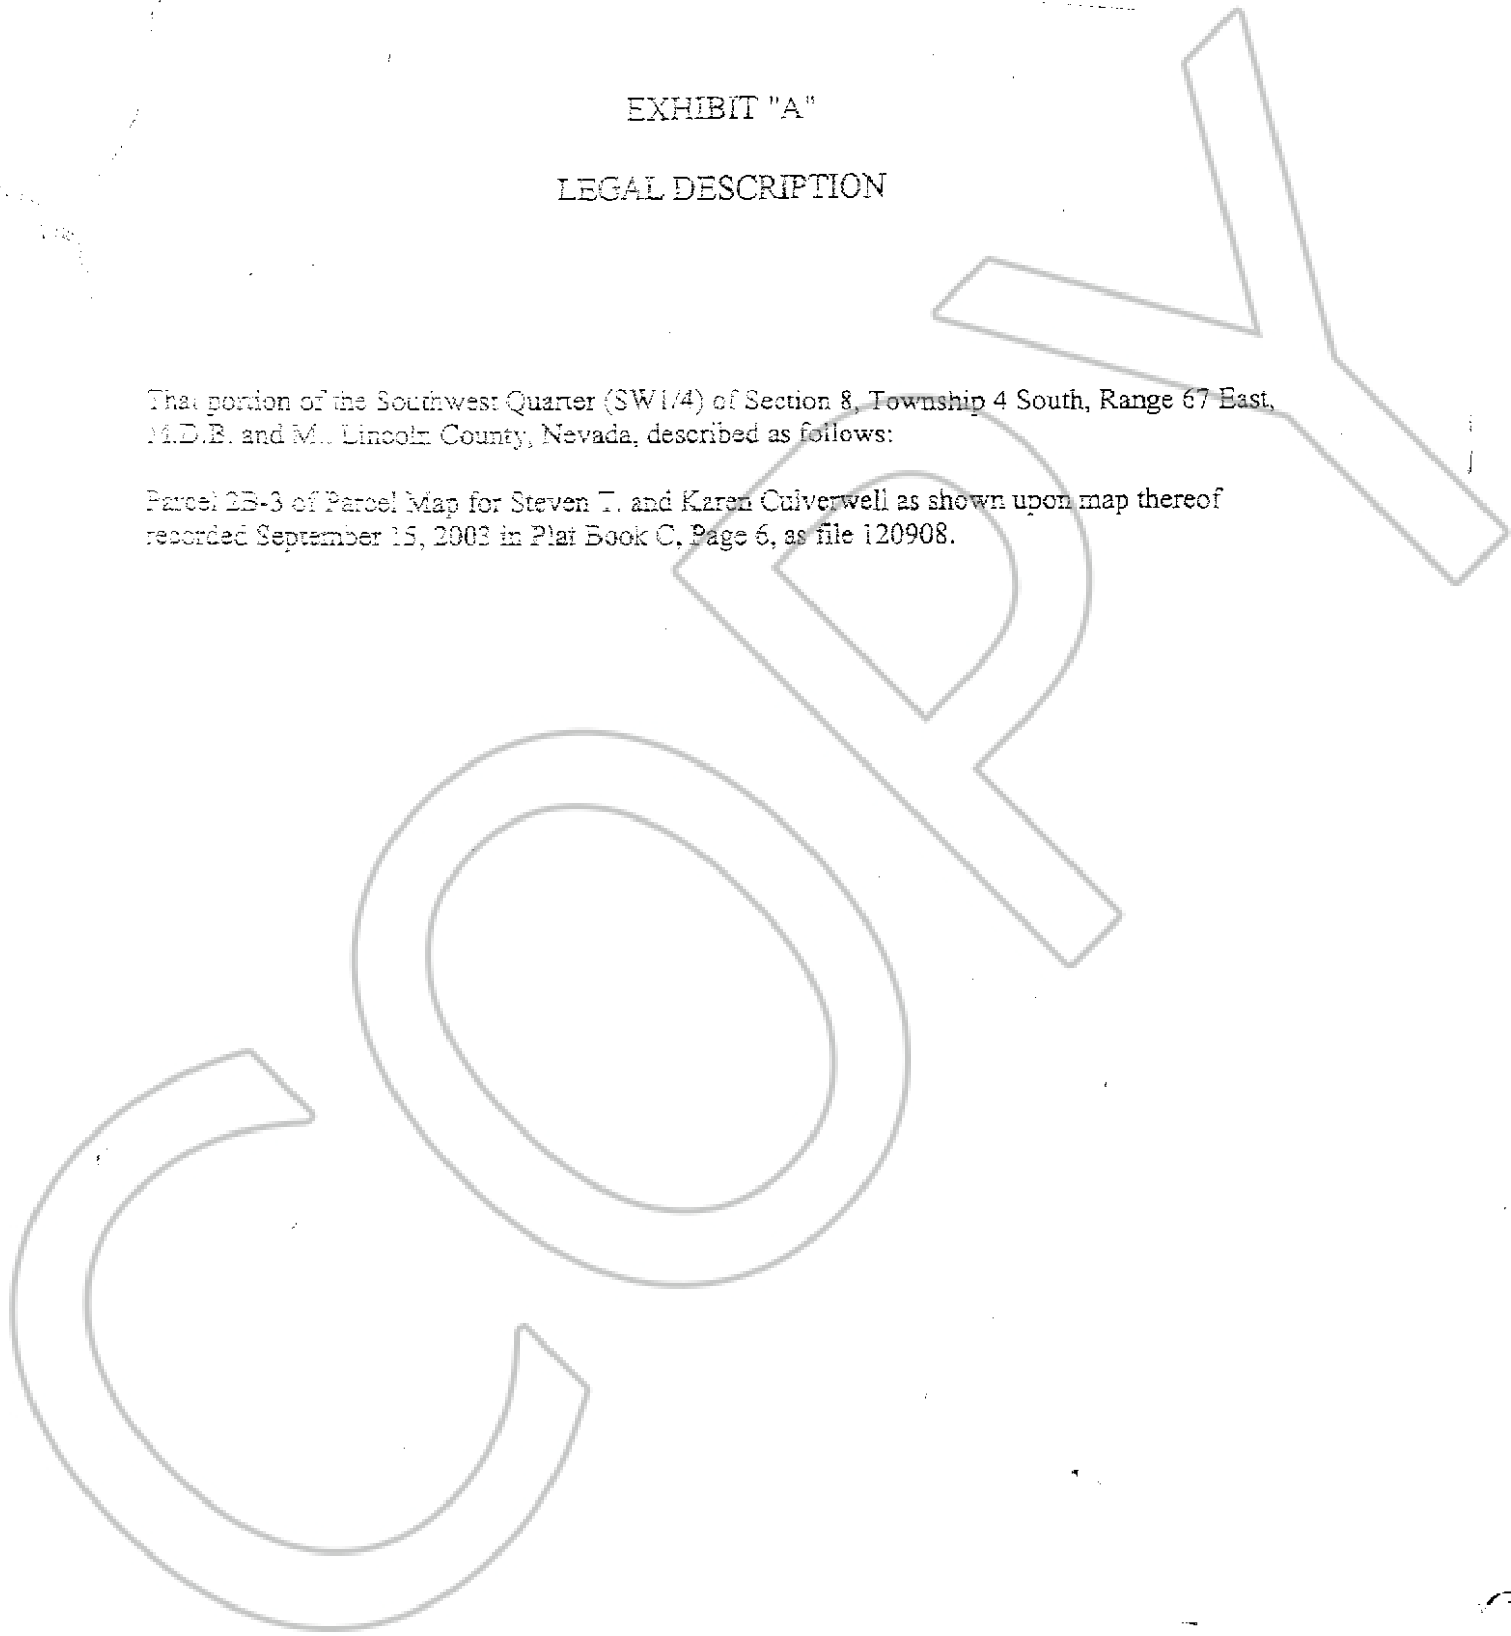 EXHIBIT "A"
LEGAL DESCRIPTION
That portion of the Southwest Quarter (SW1/4) of Section 8, Township 4 South, Range 67 East,
M.D.B. and M., Lincoln County, Nevada, described as follows:
Parcel 2B-3 of Parcel Map for Steven T. and Karen Culverwell as shown upon map thereof
recorded September 15, 2003 in Plat Book C, Page 6, as file 120908.
COPY